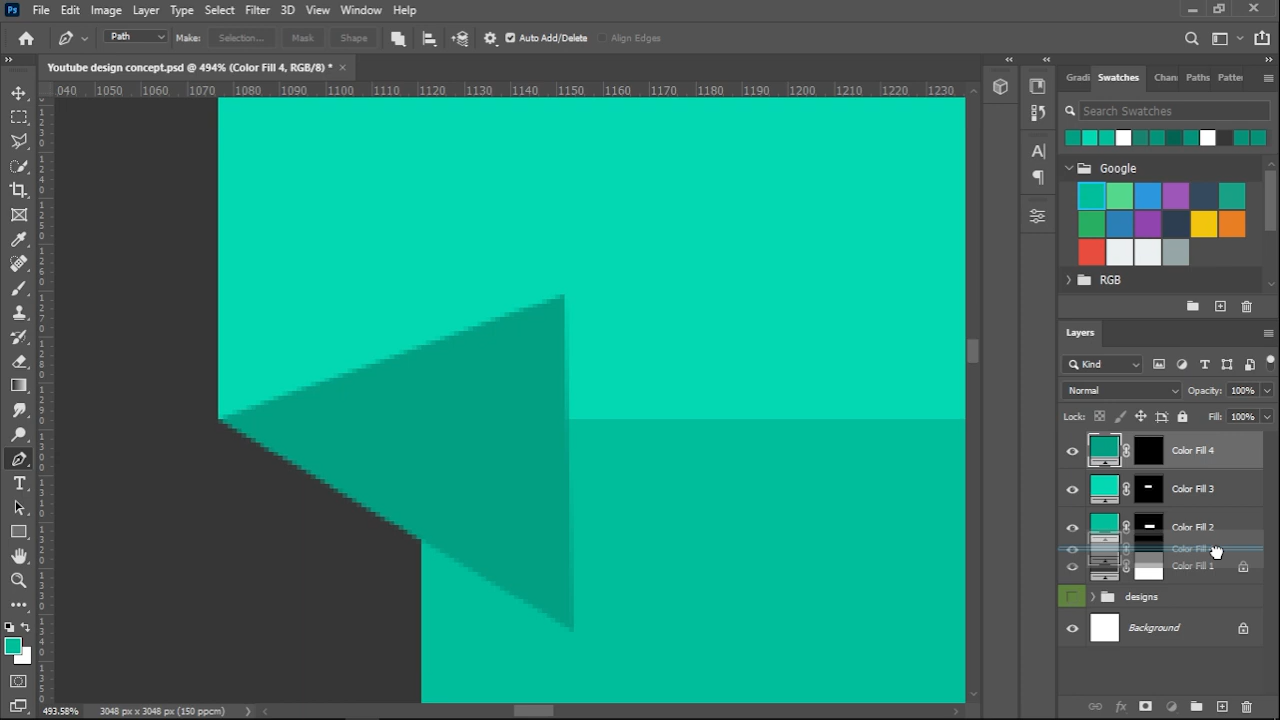 Ps File Edit Image Layer Type Select Filter 3D View Window Help
Path Make: Selection... Mask Shape Auto Add/Delete Align Edges
Youtube design concept.psd @ 494% (Color Fill 4, RGB/8) * ×
040 1050 1060 1070 1080 1090 1100 1110 1120 1130 1140 1150 1160 1170 1180 1190 1200 1210 1220 1230
Gradi Swatches Chan Paths Patter
Search Swatches
Google
RGB
Layers
Kind
Normal Opacity: 100%
Lock: Fill: 100%
Color Fill 4
Color Fill 3
Color Fill 2
Color Fill 1
designs
Background
493.58% 3048 px x 3048 px (150 ppcm)